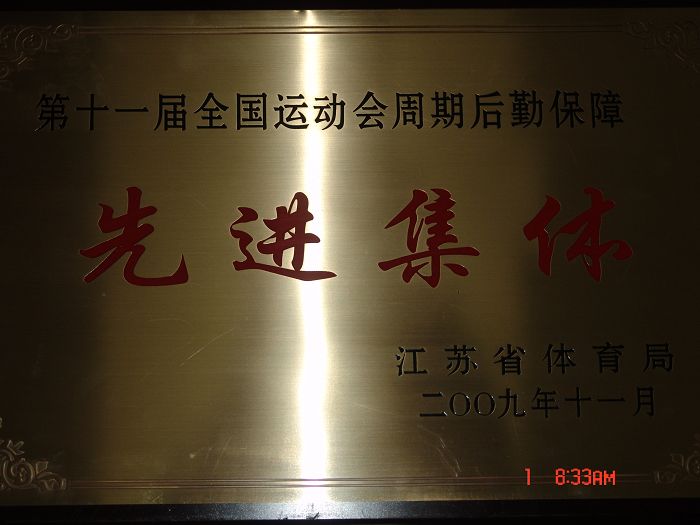 第十一届全国运动会周期后勤保障
先进集体
江苏省体育局
二OO九年十一月
1 8:33AM